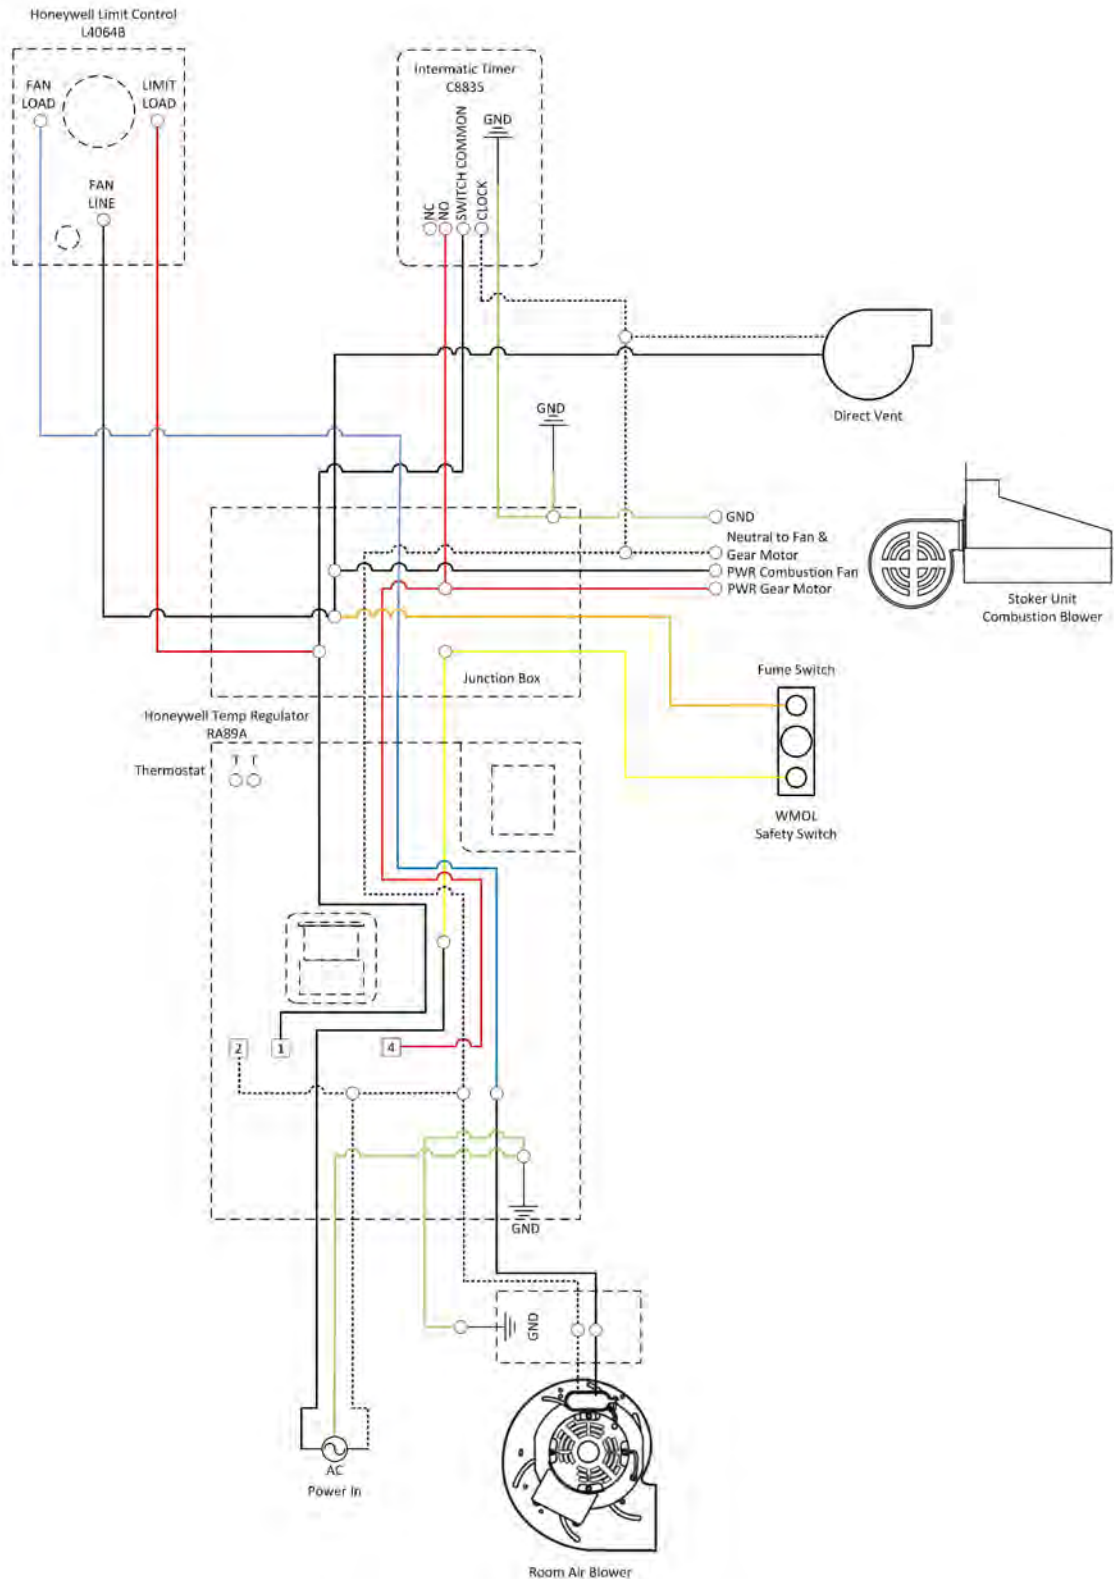 Honeywell Limit Control
L4064B
FAN
LOAD
LIMIT
LOAD
FAN
LINE
Intermatic Timer
C8835
GND
NC
NO
SWITCH COMMON
CLOCK
Direct Vent
GND
GND
Neutral to Fan &
Gear Motor
PWR Combustion Fan
PWR Gear Motor
Stoker Unit
Combustion Blower
Junction Box
Fume Switch
WMOL
Safety Switch
Honeywell Temp Regulator
RA89A
Thermostat
T T
2
1
4
GND
GND
AC
Power In
Room Air Blower